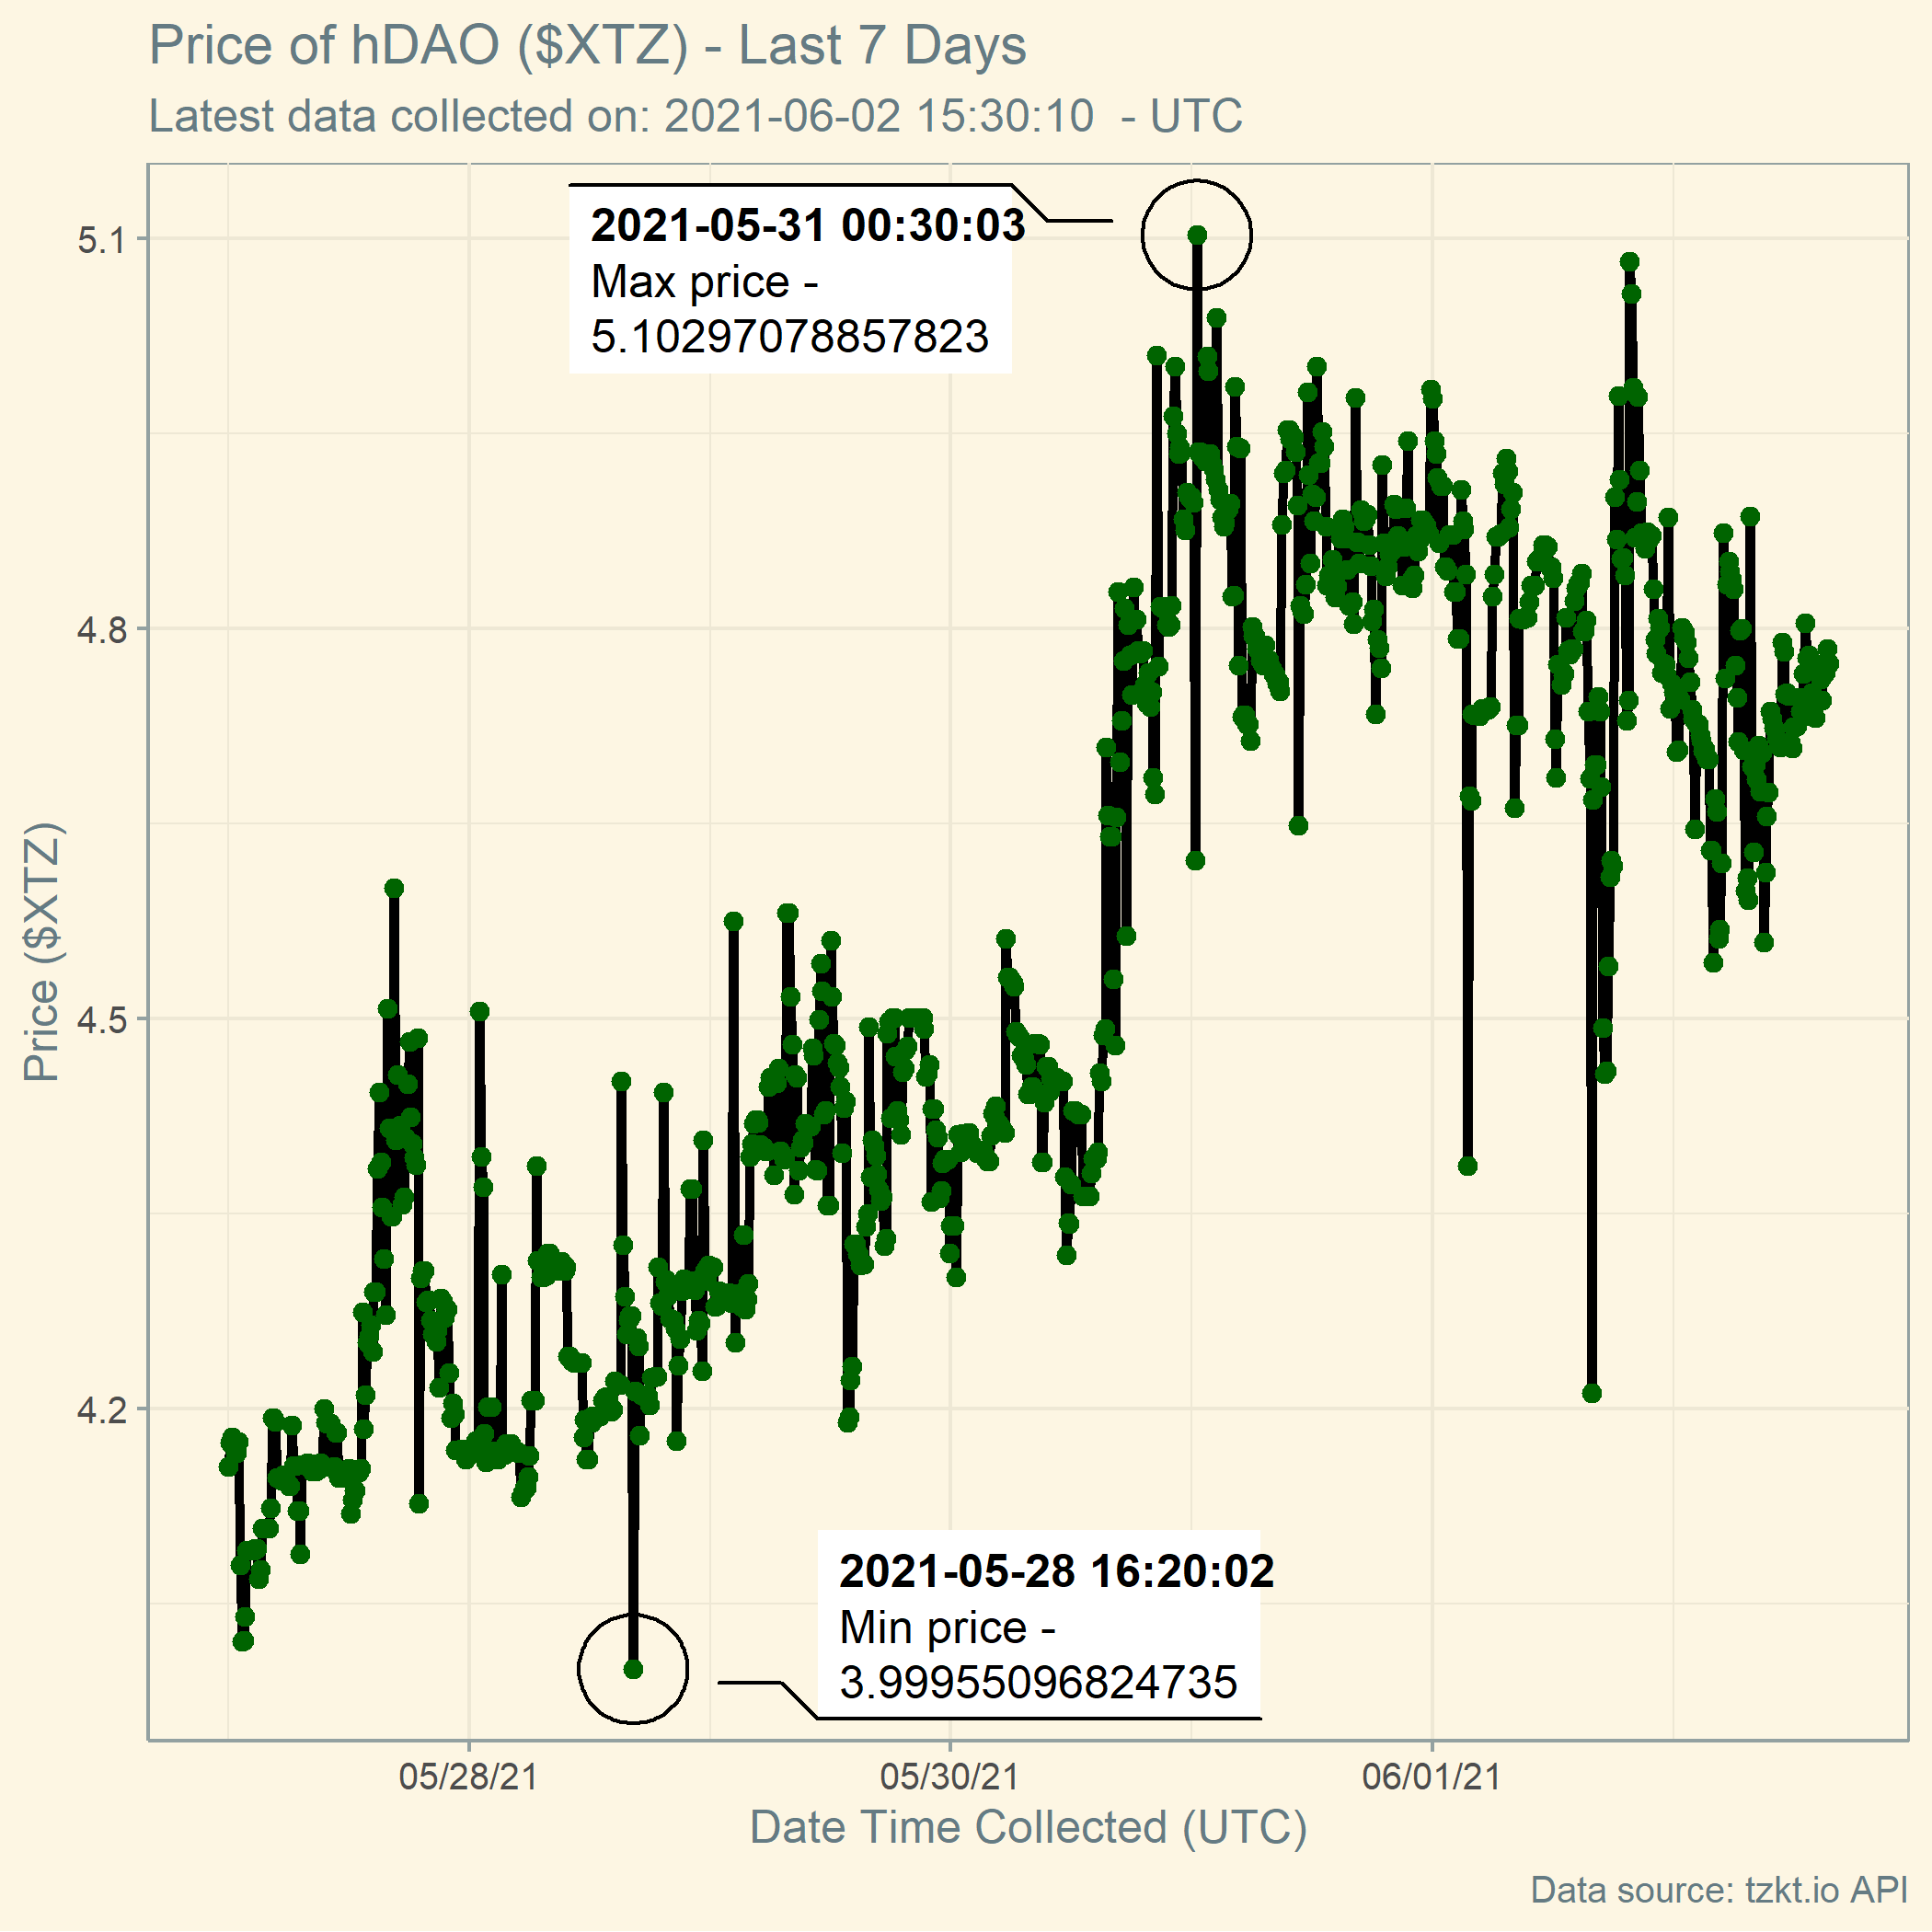 Price of hDAO ($XTZ) - Last 7 Days
Latest data collected on: 2021-06-02 15:30:10  - UTC
2021-05-31 00:30:03
Max price -
5.10297078857823
5.1
4.8
4.5
4.2
Price ($XTZ)
2021-05-28 16:20:02
Min price -
3.99955096824735
05/28/21
05/30/21
06/01/21
Date Time Collected (UTC)
Data source: tzkt.io API